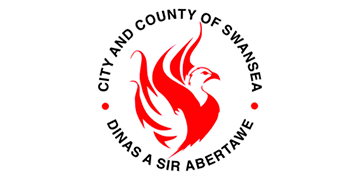 CITY AND COUNTY OF SWANSEA
DINAS A SIR ABERTAWE